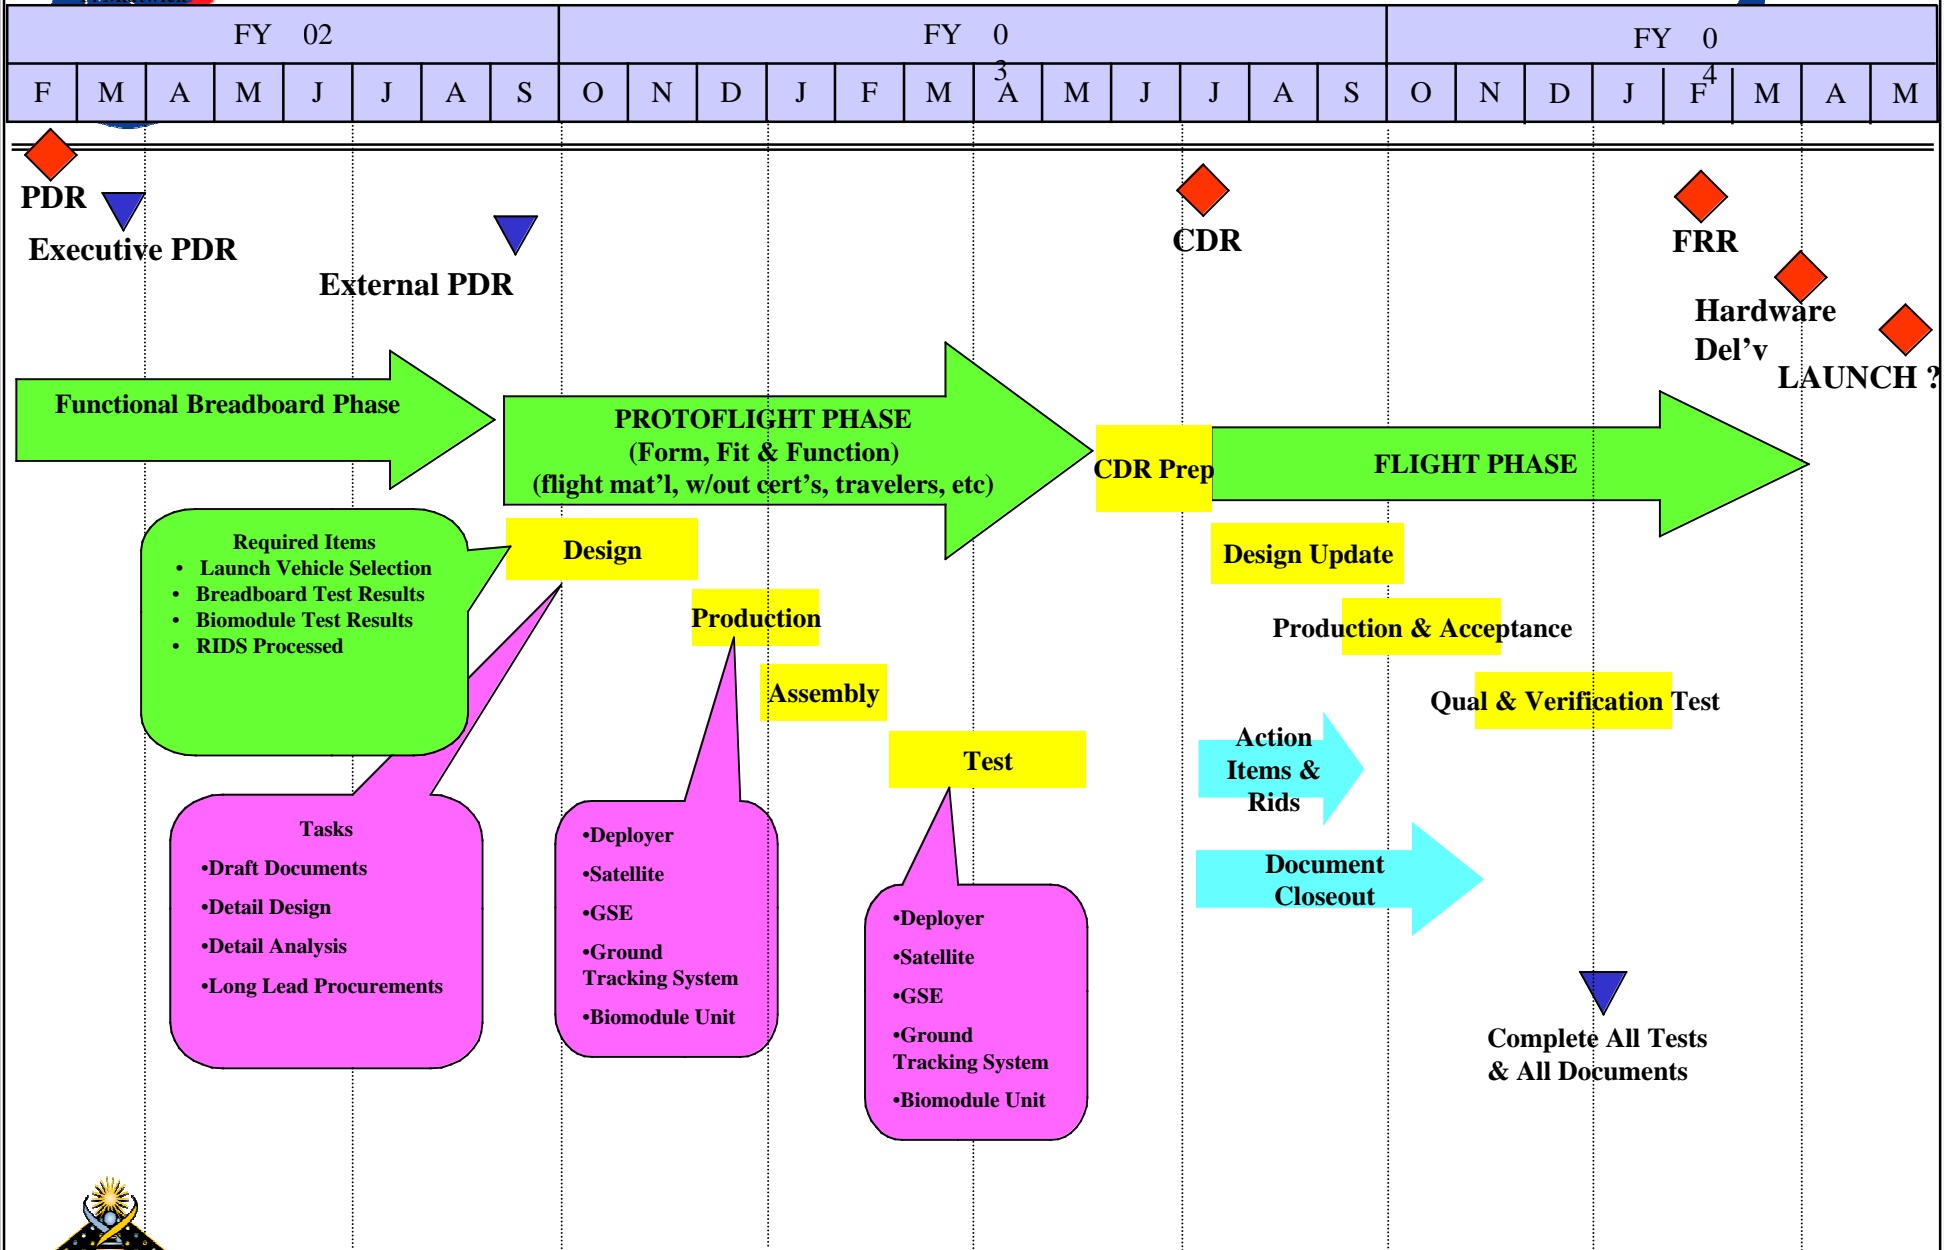 FY 02
FY 03
FY 04
F M A M J J A S O N D J F M A M J J A S O N D J F M A M
PDR
Executive PDR
External PDR
CDR
FRR
Hardware
Del’v
LAUNCH ?
Functional Breadboard Phase
PROTOFLIGHT PHASE
(Form, Fit & Function)
(flight mat’l, w/out cert’s, travelers, etc)
CDR Prep
FLIGHT PHASE
Required Items
• Launch Vehicle Selection
• Breadboard Test Results
• Biomodule Test Results
• RIDS Processed
Design
Production
Assembly
Test
Design Update
Production & Acceptance
Qual & Verification Test
Action
Items &
Rids
Document
Closeout
Tasks
•Draft Documents
•Detail Design
•Detail Analysis
•Long Lead Procurements
•Deployer
•Satellite
•GSE
•Ground
Tracking System
•Biomodule Unit
•Deployer
•Satellite
•GSE
•Ground
Tracking System
•Biomodule Unit
Complete All Tests
& All Documents